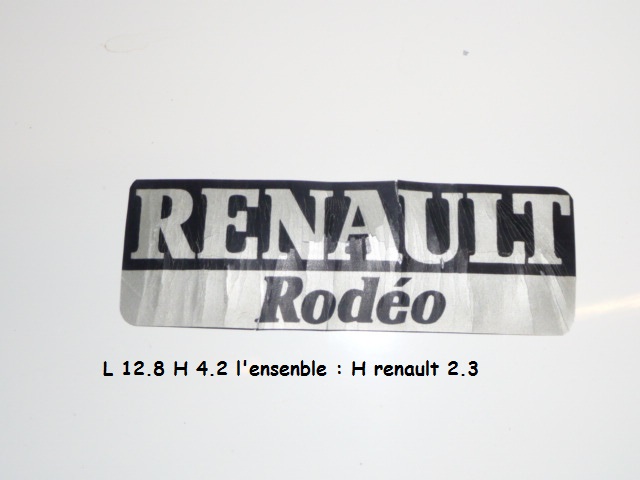 RENAULT
Rodéo
L 12.8 H 4.2 l'ensenble : H renault 2.3